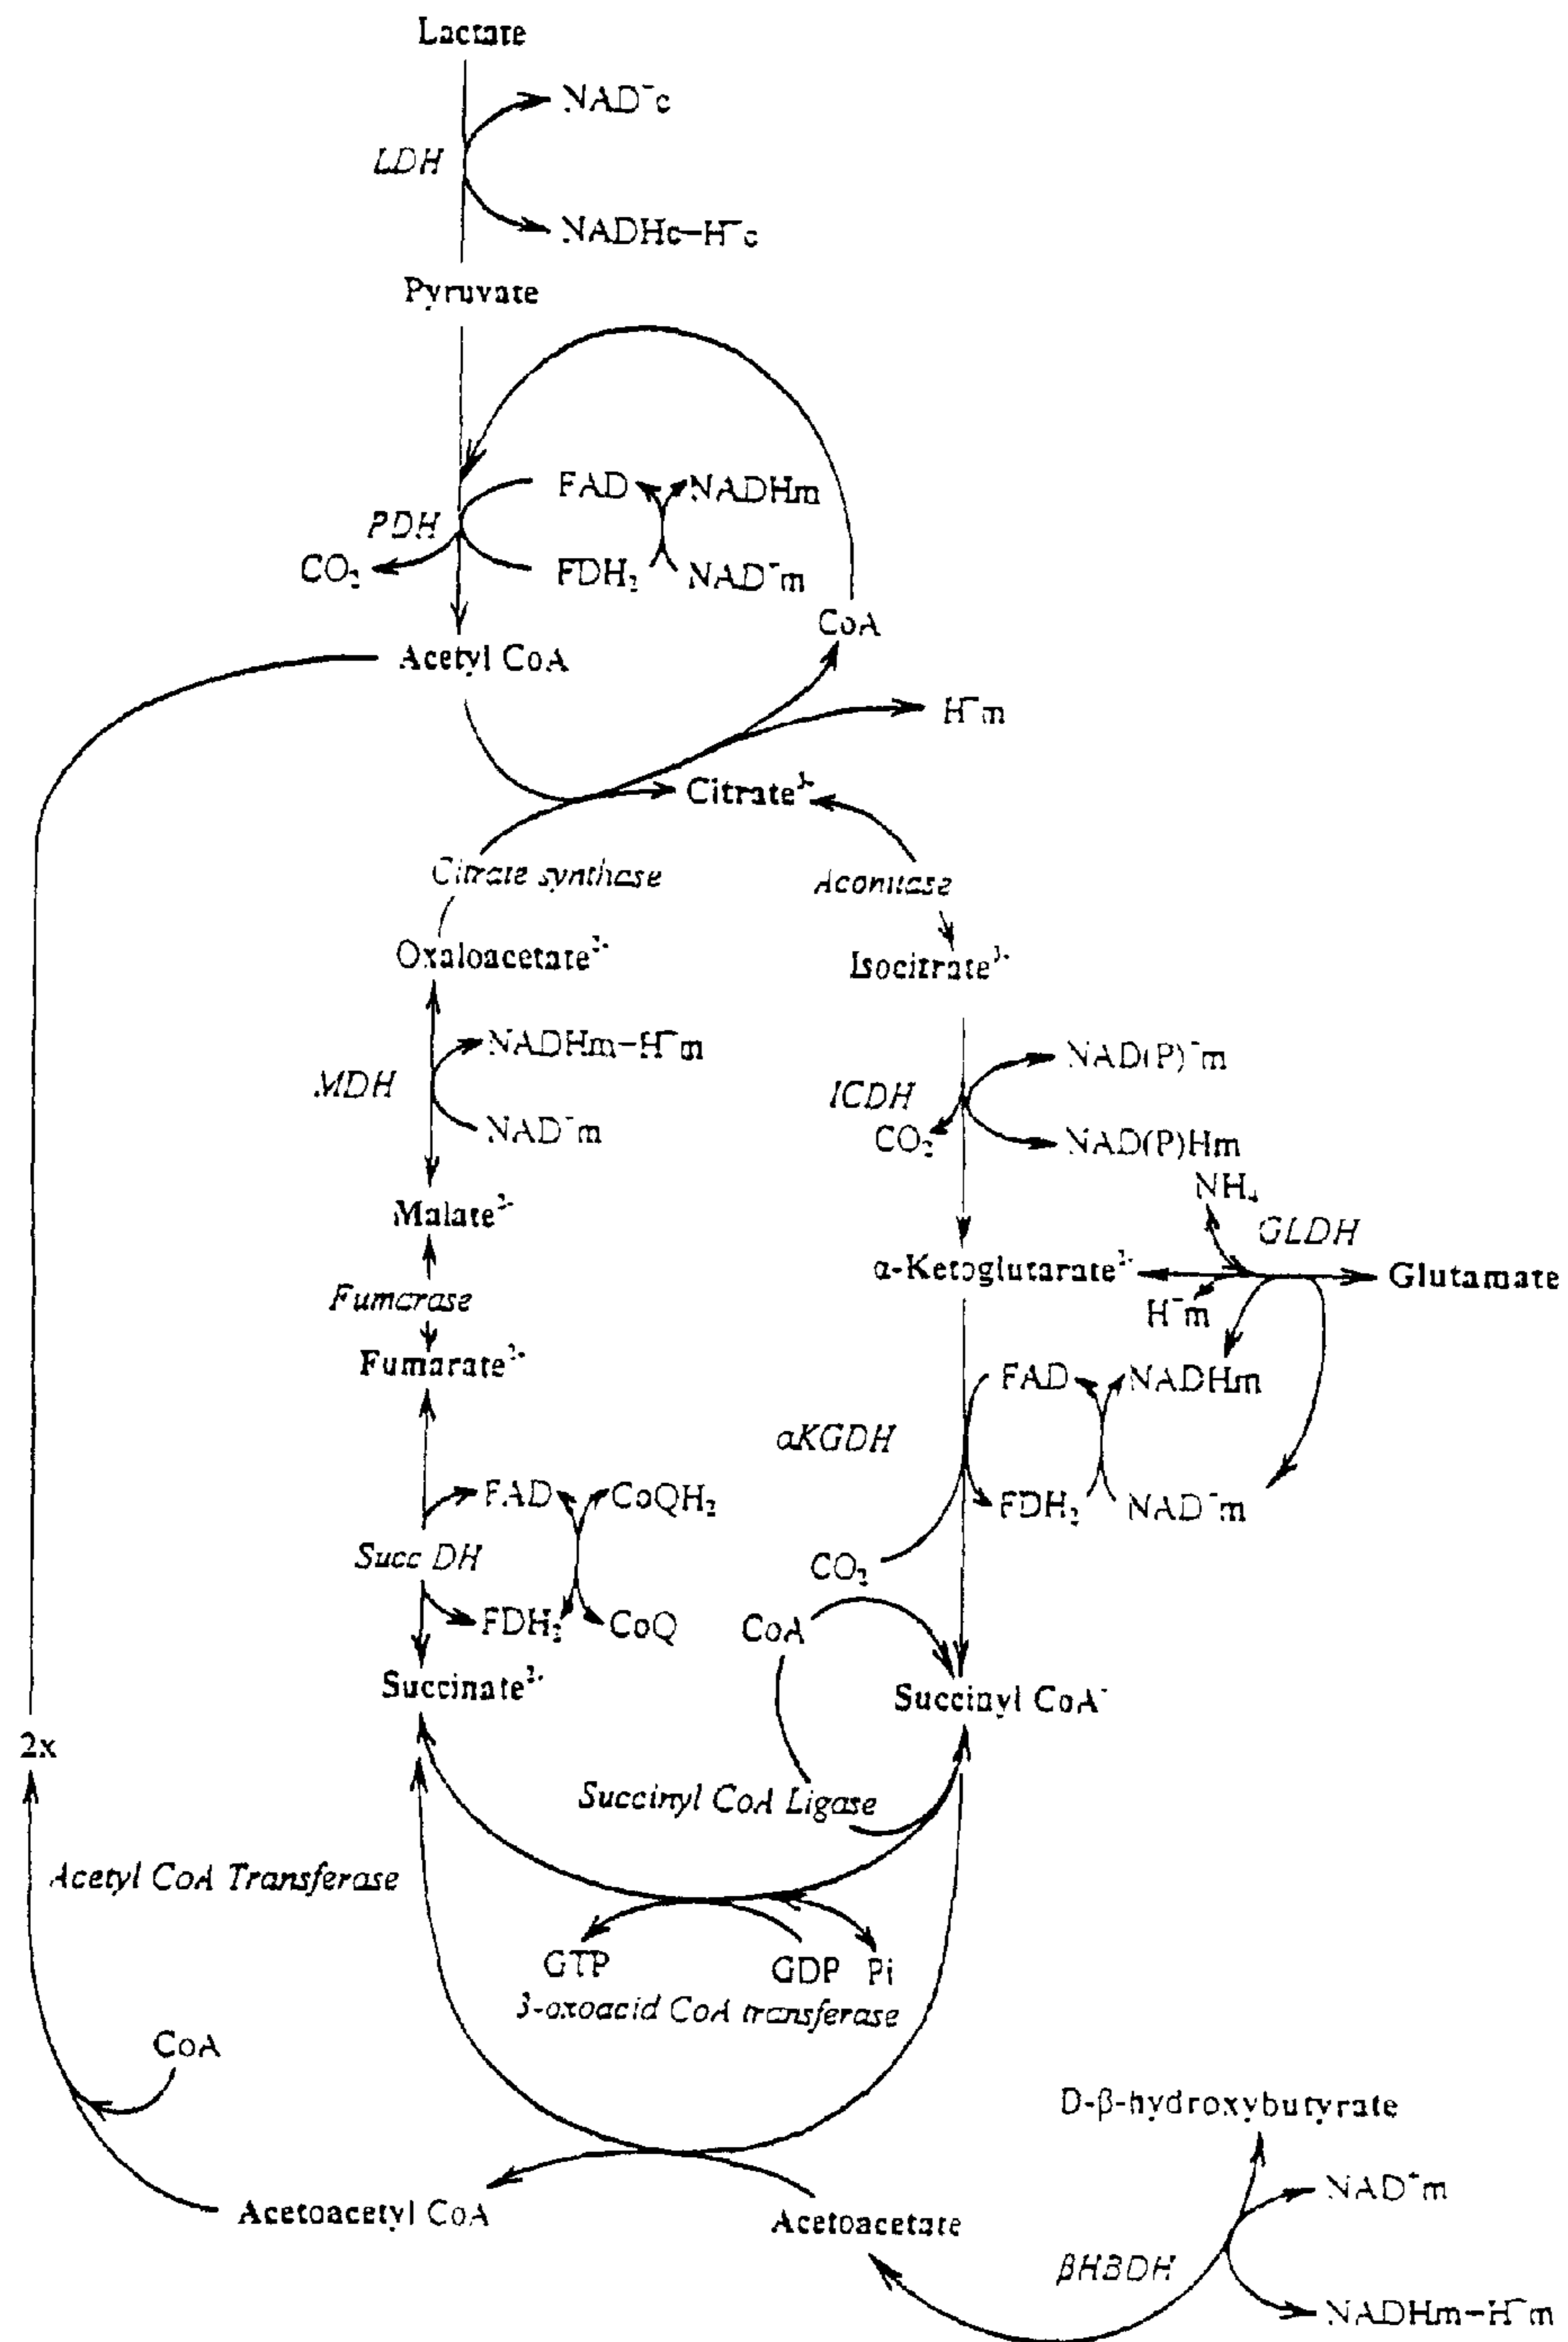 Lactate
NAD⁻c
LDH
NADHc–H⁻c
Pyruvate
FAD
NADHm
PDH
CO₂
FDH₂
NAD⁻m
CoA
Acetyl CoA
H⁻m
Citrate³⁻
Citrate synthase
Aconitase
Oxaloacetate²⁻
Isocitrate³⁻
NADHm–H⁻m
NAD(P)⁻m
MDH
ICDH
NAD⁻m
CO₂
NAD(P)Hm
NH₄
Malate²⁻
GLDH
α-Ketoglutarate²⁻
Glutamate
Fumarase
H⁻m
Fumarate²⁻
FAD
NADHm
αKGDH
FAD
CoQH₂
FDH₂
NAD⁻m
Succ DH
CO₂
FDH₂
CoQ
CoA
Succinate²⁻
Succinyl CoA⁻
2x
Succinyl CoA Ligase
Acetyl CoA Transferase
GTP
GDP
Pi
3-oxoacid CoA transferase
CoA
D-β-hydroxybutyrate
NAD⁺m
Acetoacetyl CoA
Acetoacetate
βHBDH
NADHm–H⁻m